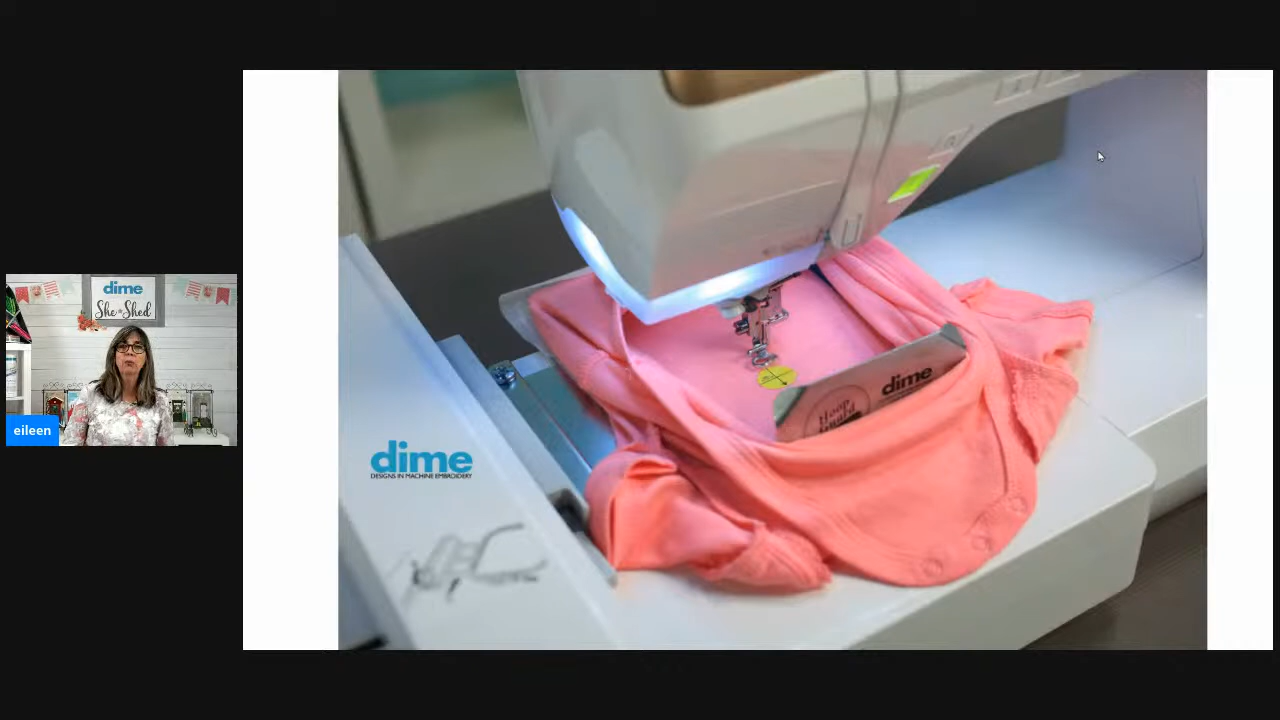 dime
She Shed
eileen
dime
DESIGNS IN MACHINE EMBROIDERY
dime